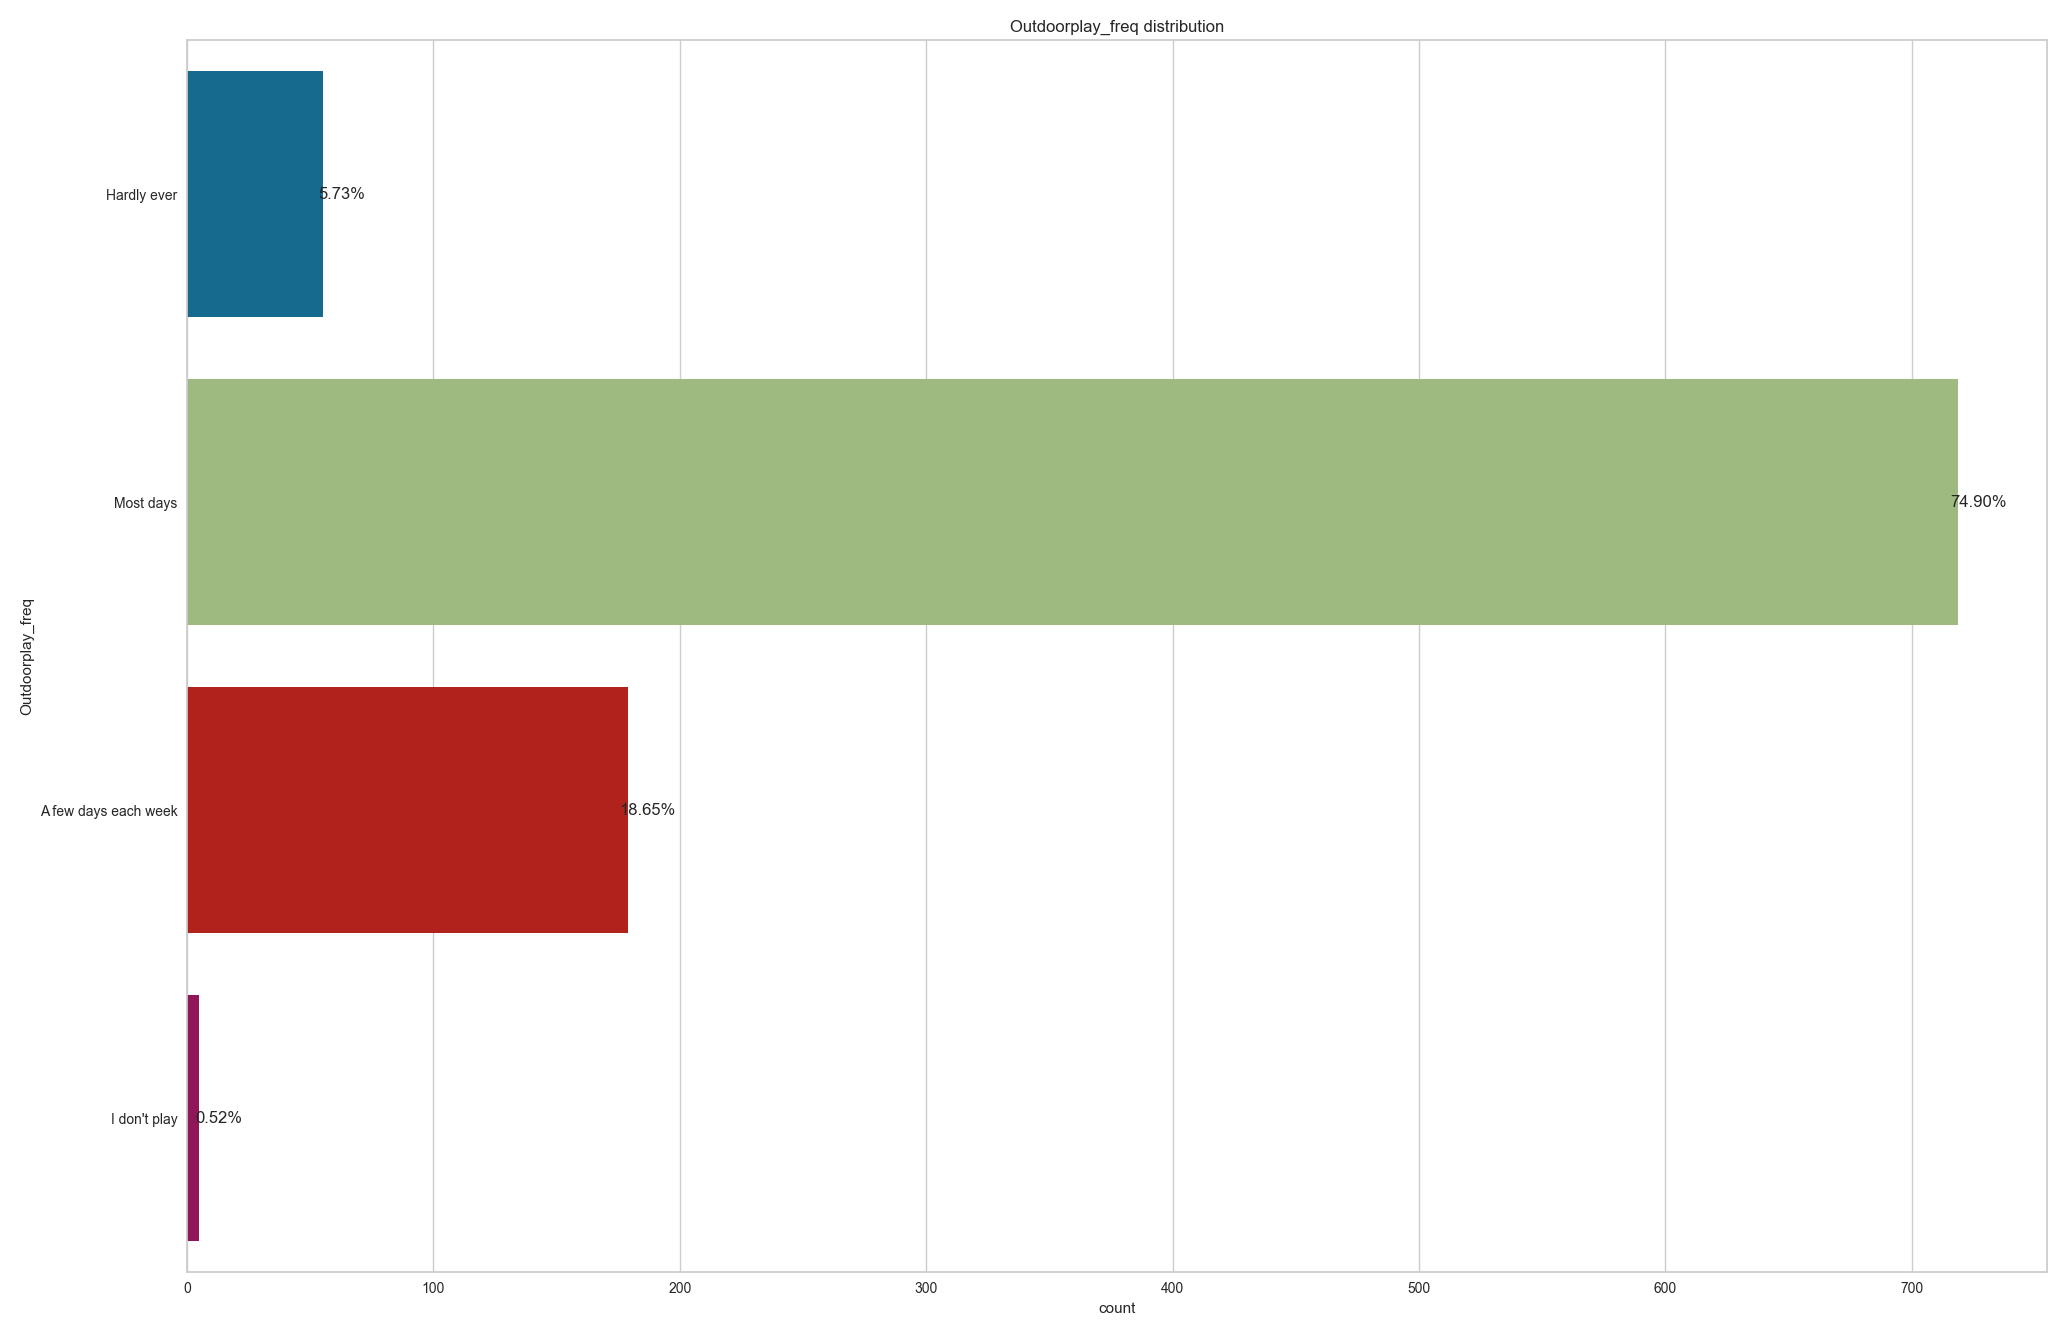 Outdoorplay_freq distribution
Hardly ever
5.73%
Most days
74.90%
A few days each week
18.65%
I don't play
0.52%
Outdoorplay_freq
0 100 200 300 400 500 600 700
count